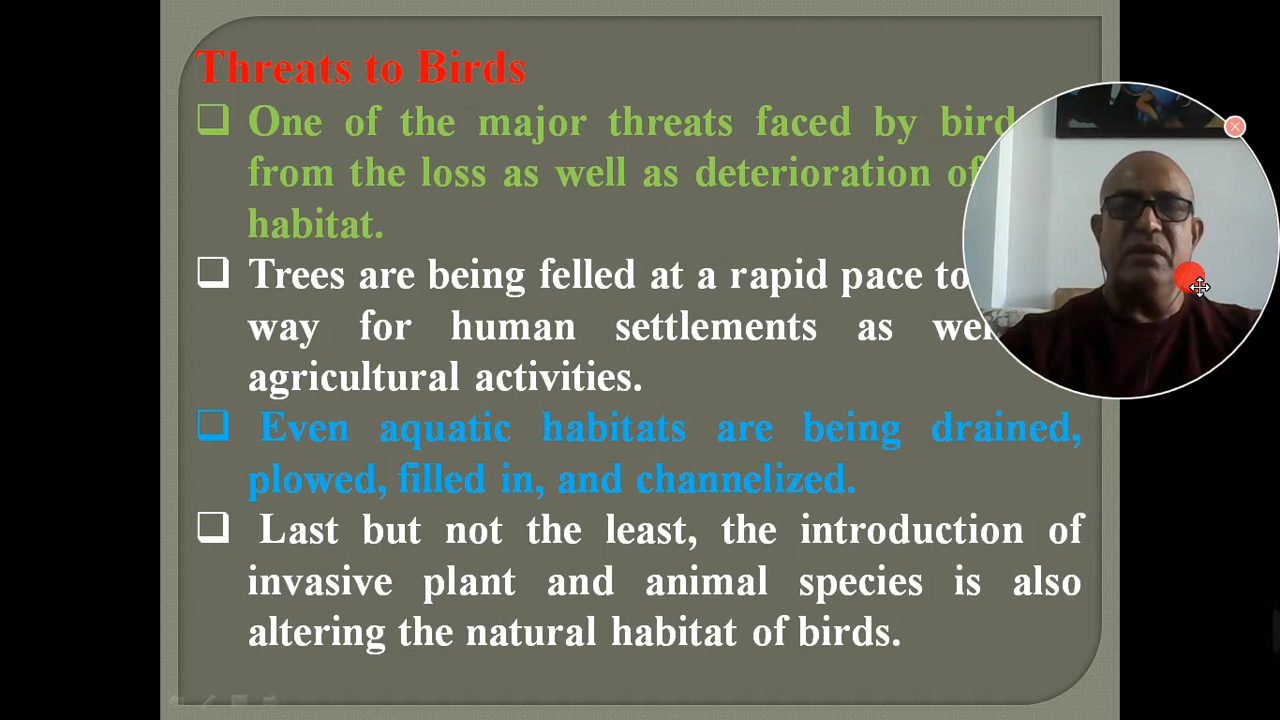 Threats to Birds
One of the major threats faced by bird
from the loss as well as deterioration of
habitat.
Trees are being felled at a rapid pace to
way for human settlements as
agricultural activities.
Even aquatic habitats are being drained,
plowed, filled in, and channelized.
Last but not the least, the introduction of
invasive plant and animal species is also
altering the natural habitat of birds.